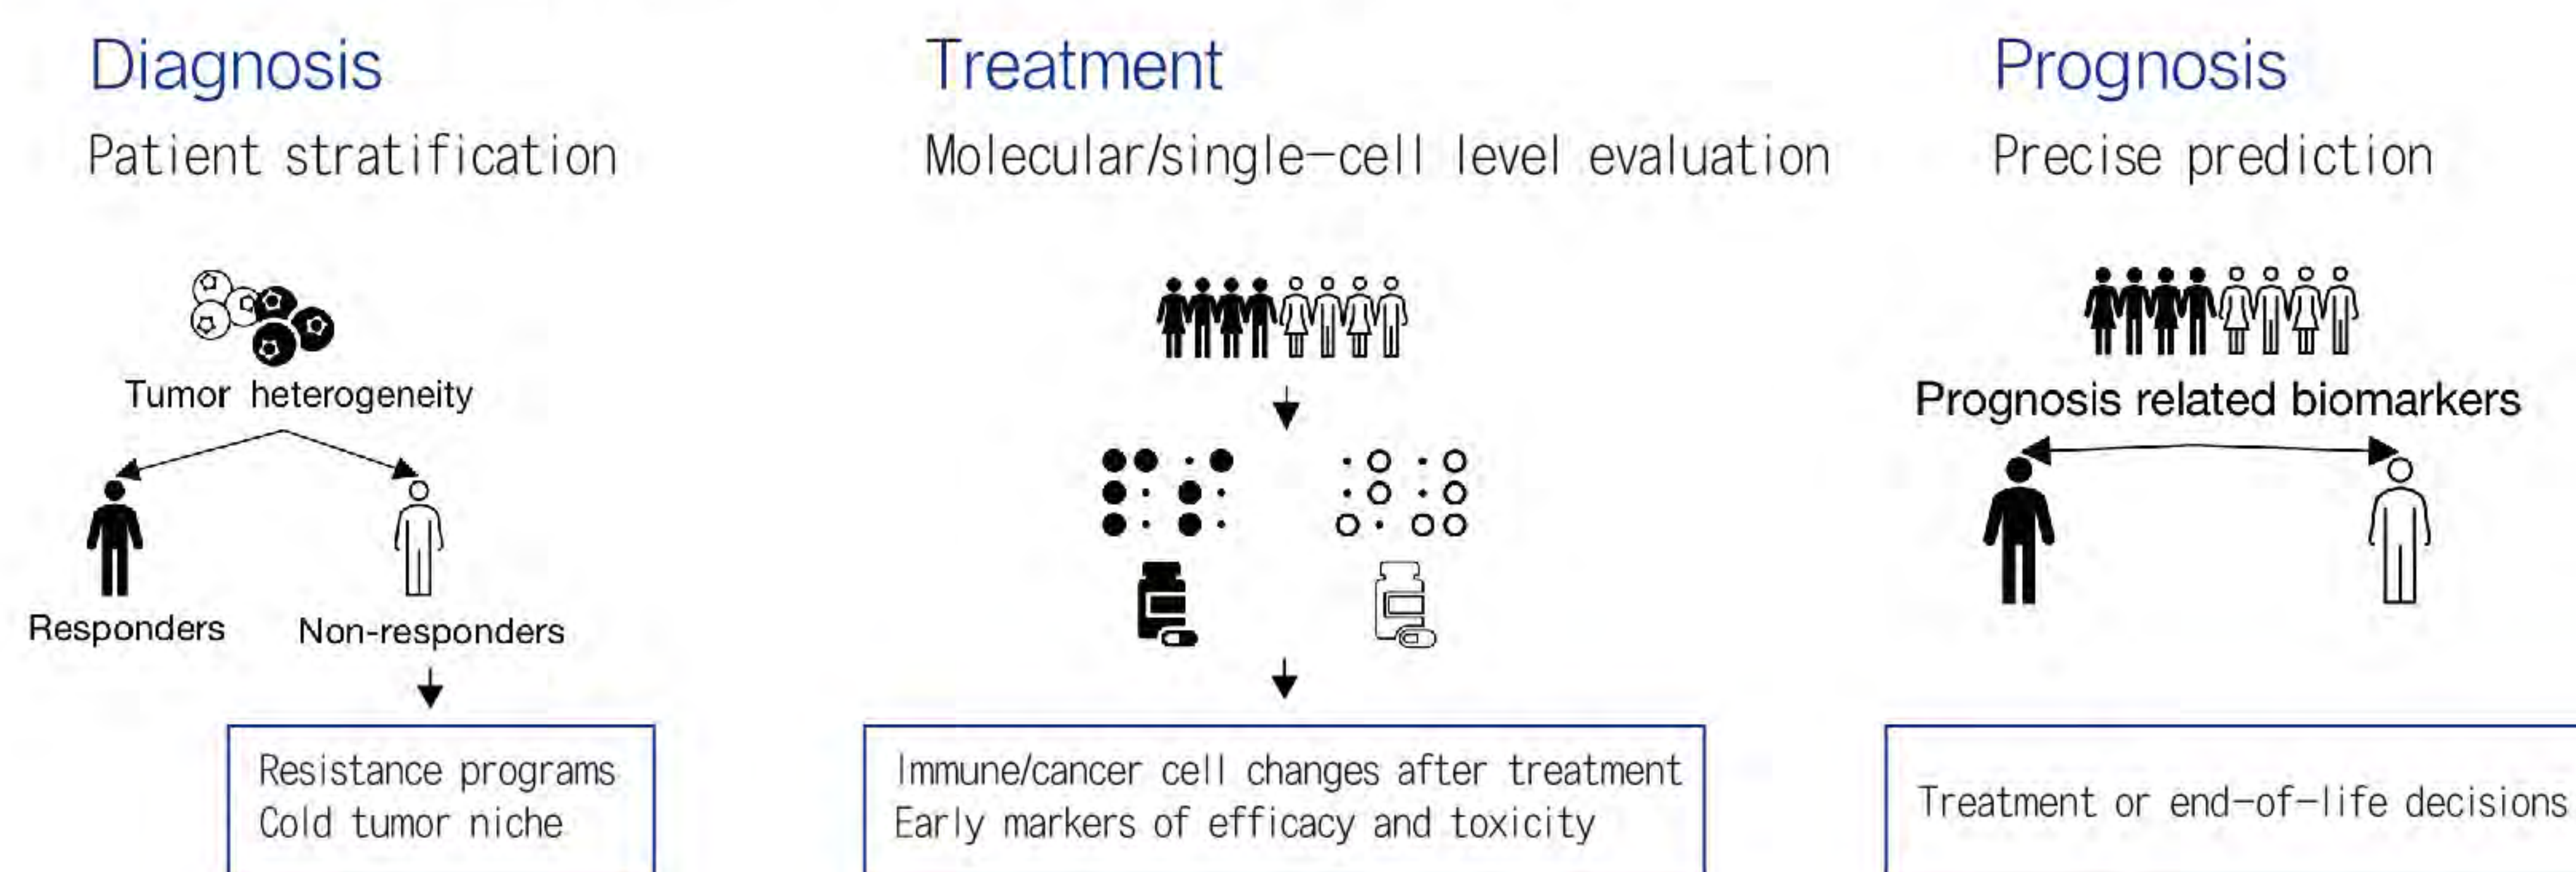 Diagnosis
Patient stratification
Tumor heterogeneity
Responders
Non-responders
Resistance programs
Cold tumor niche
Treatment
Molecular/single-cell level evaluation
Immune/cancer cell changes after treatment
Early markers of efficacy and toxicity
Prognosis
Precise prediction
Prognosis related biomarkers
Treatment or end-of-life decisions